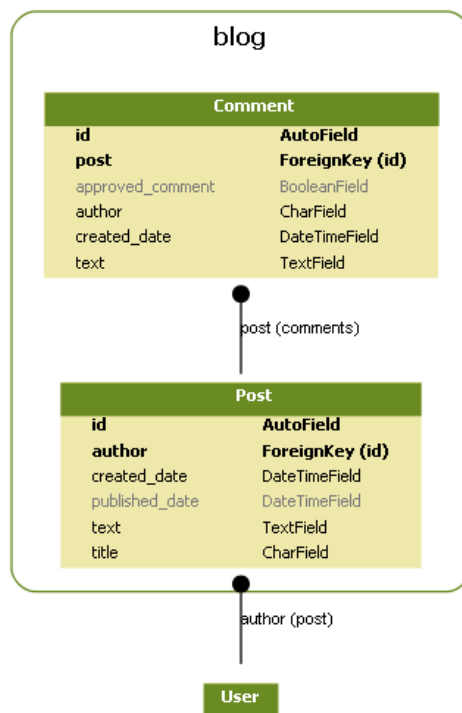 blog
Comment
id AutoField
post ForeignKey (id)
approved_comment BooleanField
author CharField
created_date DateTimeField
text TextField
post (comments)
Post
id AutoField
author ForeignKey (id)
created_date DateTimeField
published_date DateTimeField
text TextField
title CharField
author (post)
User